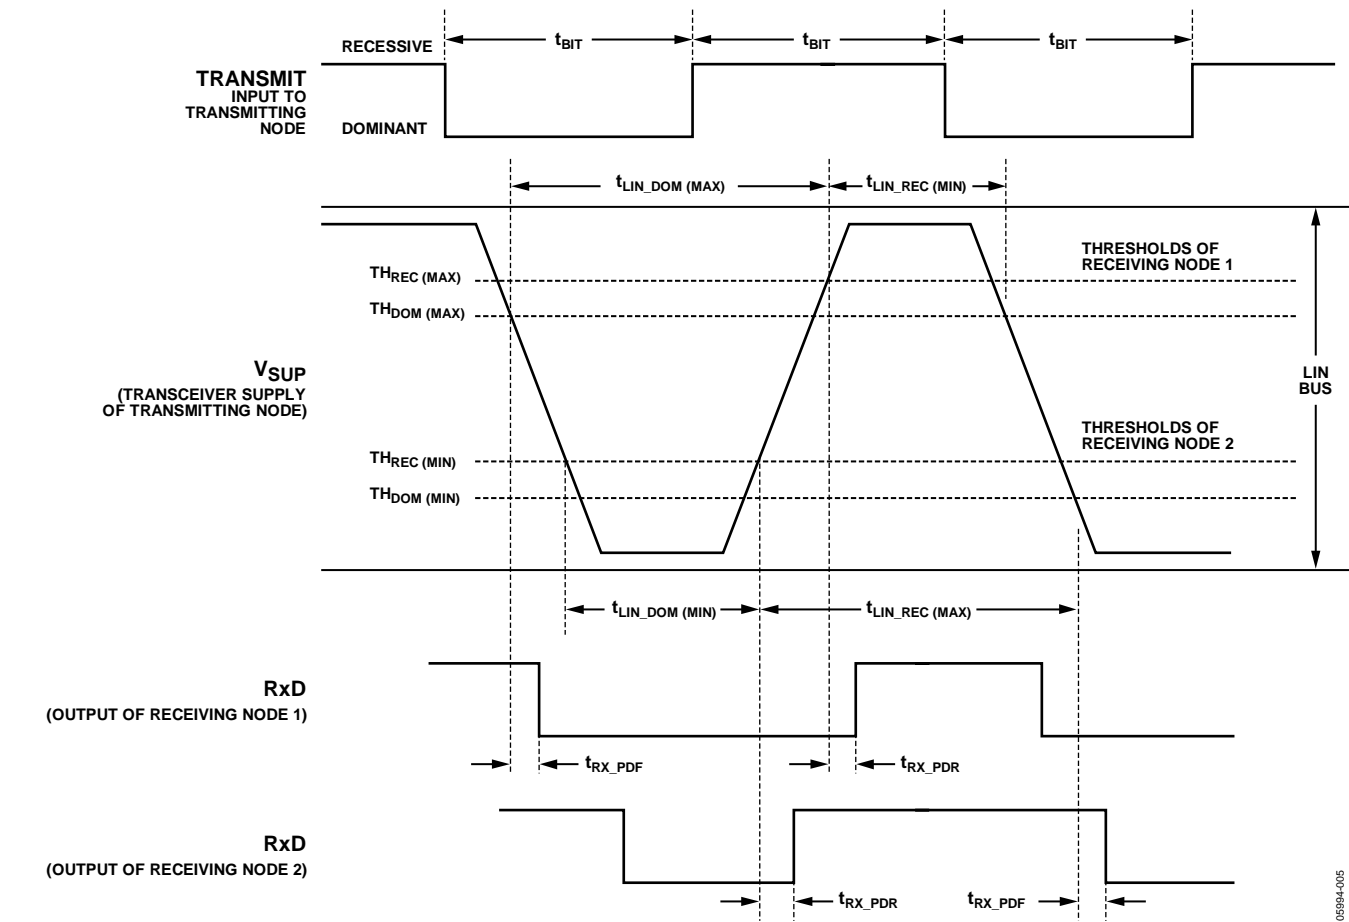 RECESSIVE
tBIT
tBIT
tBIT
TRANSMIT
INPUT TO
TRANSMITTING
NODE
DOMINANT
tLIN_DOM (MAX)
tLIN_REC (MIN)
THRESHOLDS OF
RECEIVING NODE 1
THREC (MAX)
THDOM (MAX)
VSUP
(TRANSCEIVER SUPPLY
OF TRANSMITTING NODE)
LIN
BUS
THRESHOLDS OF
RECEIVING NODE 2
THREC (MIN)
THDOM (MIN)
tLIN_DOM (MIN)
tLIN_REC (MAX)
RxD
(OUTPUT OF RECEIVING NODE 1)
tRX_PDF
tRX_PDR
RxD
(OUTPUT OF RECEIVING NODE 2)
tRX_PDR
tRX_PDF
05994-005